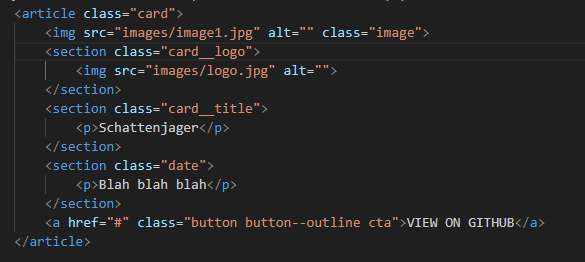 <article class="card">
<img src="images/image1.jpg" alt="" class="image">
<section class="card__logo">
<img src="images/logo.jpg" alt="">
</section>
<section class="card__title">
<p>Schattenjager</p>
</section>
<section class="date">
<p>Blah blah blah</p>
</section>
<a href="#" class="button button--outline cta">VIEW ON GITHUB</a>
</article>